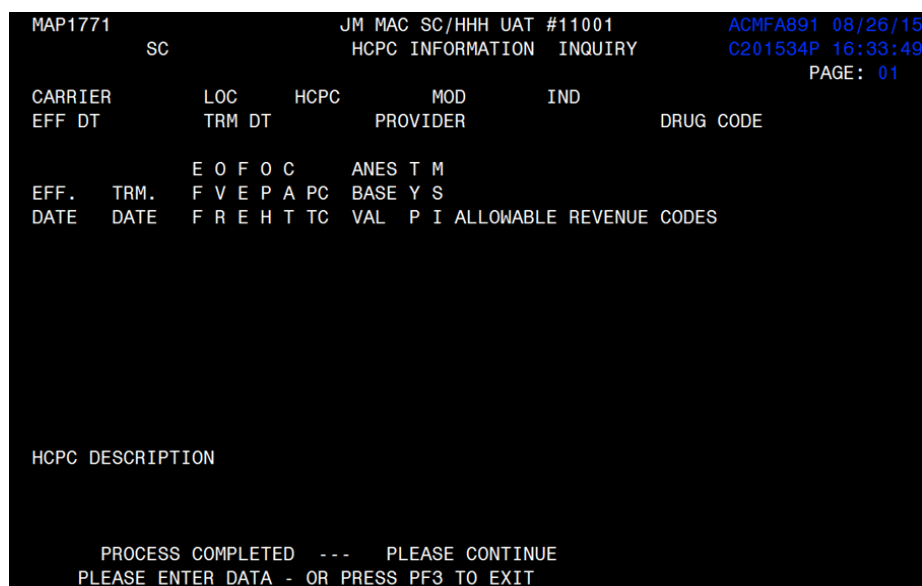 MAP1771 JM MAC SC/HHH UAT #11001 ACMFA891 08/26/15
SC HCPC INFORMATION INQUIRY C201534P 16:33:49
PAGE: 01
CARRIER LOC HCPC MOD IND
EFF DT TRM DT PROVIDER DRUG CODE
E O F O C ANES T M
EFF. TRM. F V E P A PC BASE Y S
DATE DATE F R E H T TC VAL P I ALLOWABLE REVENUE CODES
HCPC DESCRIPTION
PROCESS COMPLETED --- PLEASE CONTINUE
PLEASE ENTER DATA - OR PRESS PF3 TO EXIT